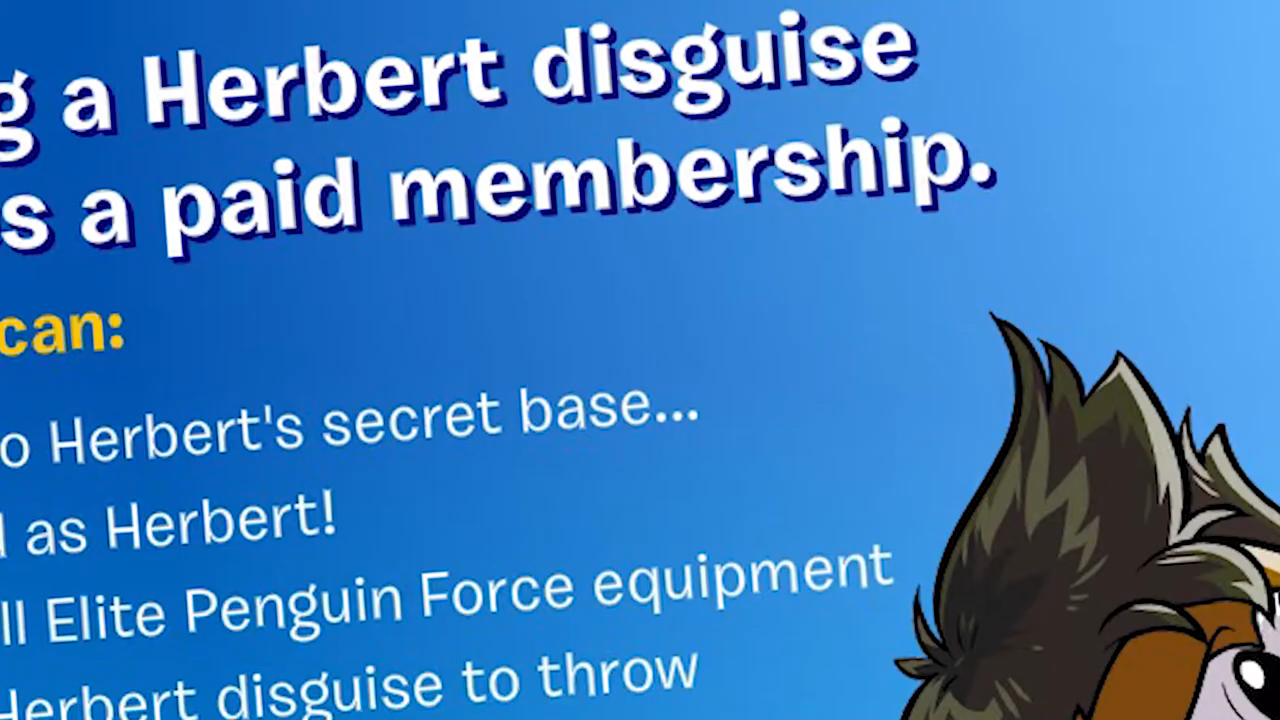 g a Herbert disguise
s a paid membership.
can:
o Herbert's secret base...
as Herbert!
ll Elite Penguin Force equipment
Herbert disguise to throw